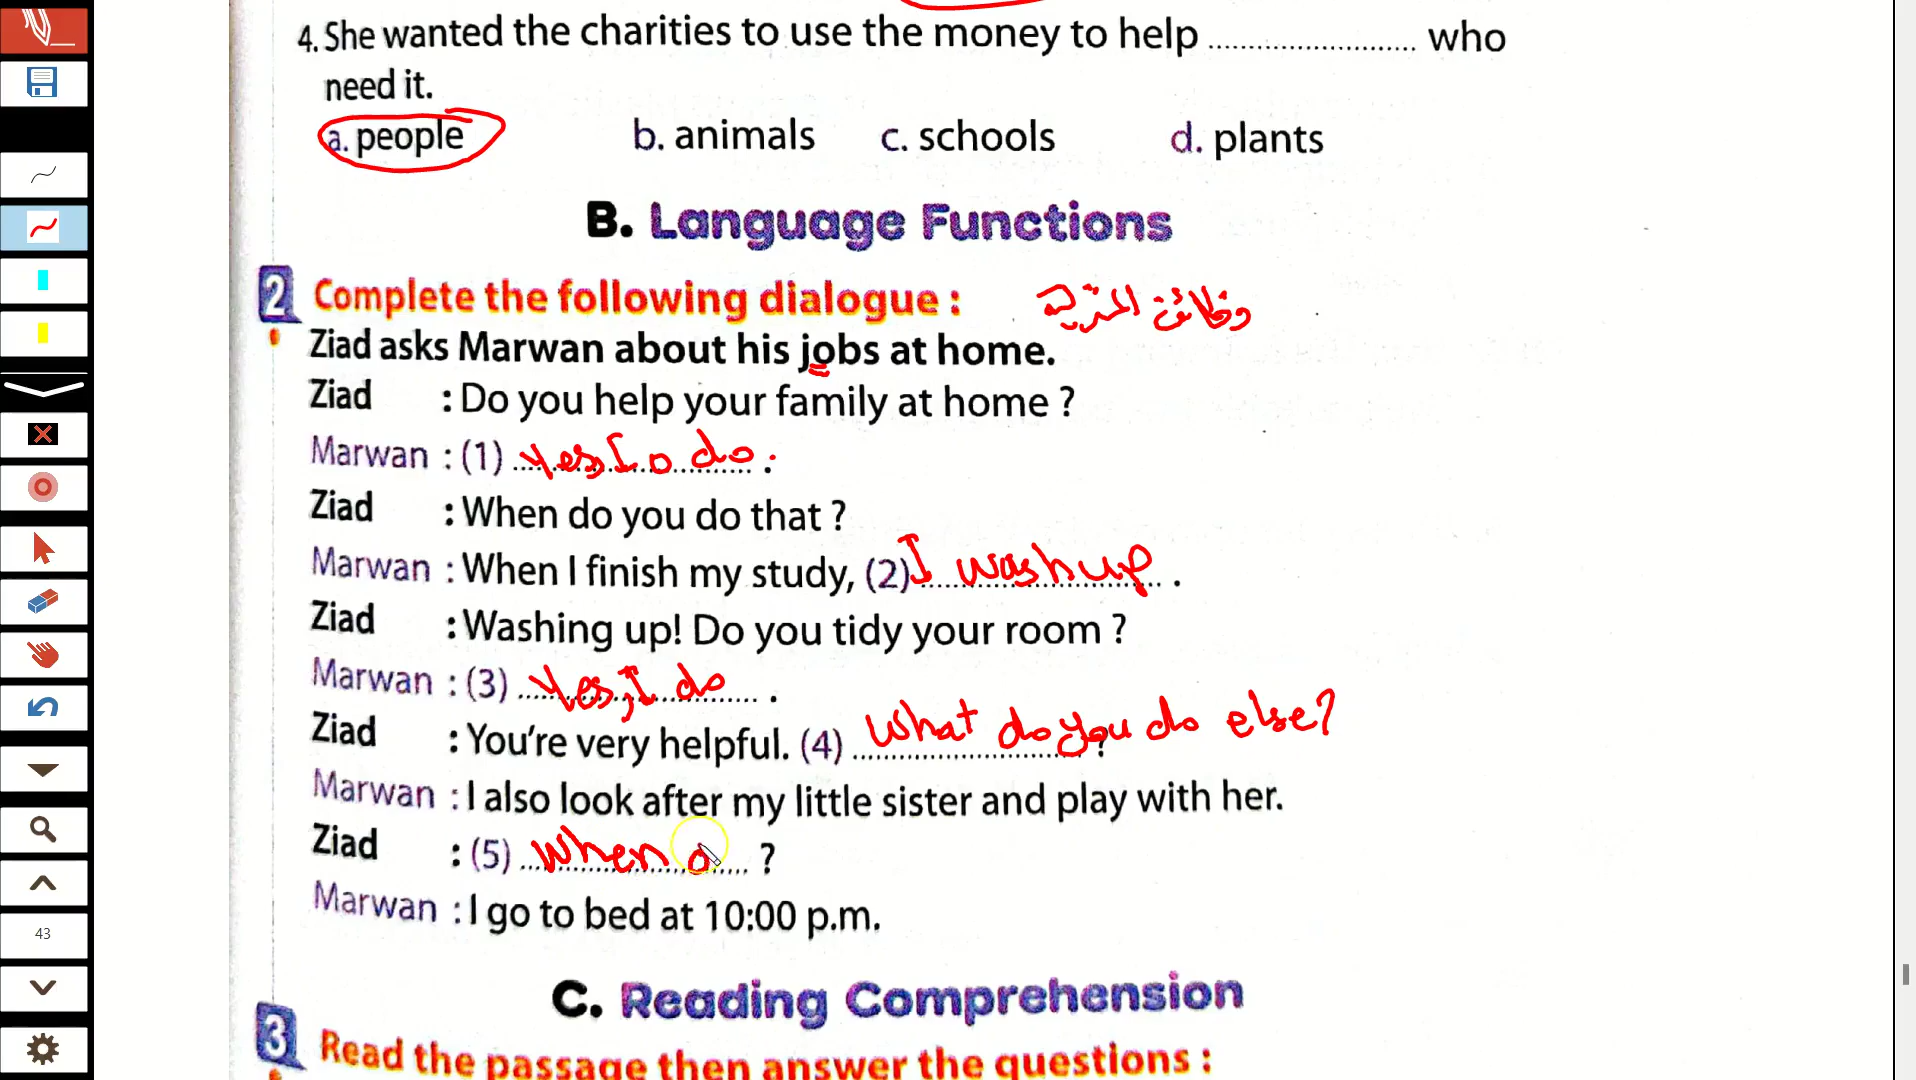 4. She wanted the charities to use the money to help ........................ who
need it.
a. people b. animals c. schools d. plants
B. Language Functions
2 Complete the following dialogue : وظائف المنزلية
Ziad asks Marwan about his jobs at home.
Ziad : Do you help your family at home ?
Marwan : (1) Yes, I o do.
Ziad : When do you do that ?
Marwan : When I finish my study, (2) I wash up.
Ziad : Washing up! Do you tidy your room ?
Marwan : (3) Yes, I do.
Ziad : You're very helpful. (4) What do you do else? ?
Marwan : I also look after my little sister and play with her.
Ziad : (5) When d ?
Marwan : I go to bed at 10:00 p.m.
C. Reading Comprehension
3 Read the passage then answer the questions :
43